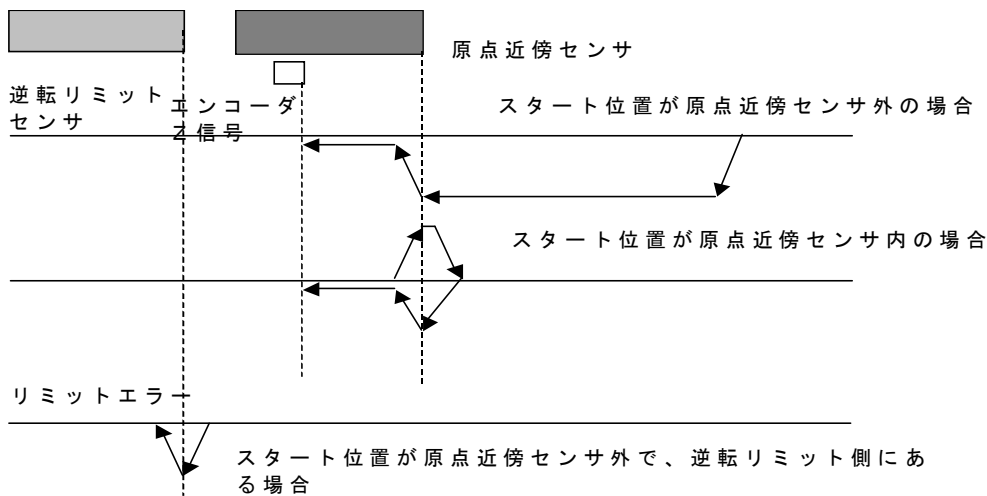 原点近傍センサ
逆転リミット
センサ
エンコーダ
Z信号
スタート位置が原点近傍センサ外の場合
スタート位置が原点近傍センサ内の場合
リミットエラー
スタート位置が原点近傍センサ外で、逆転リミット側にあ
る場合